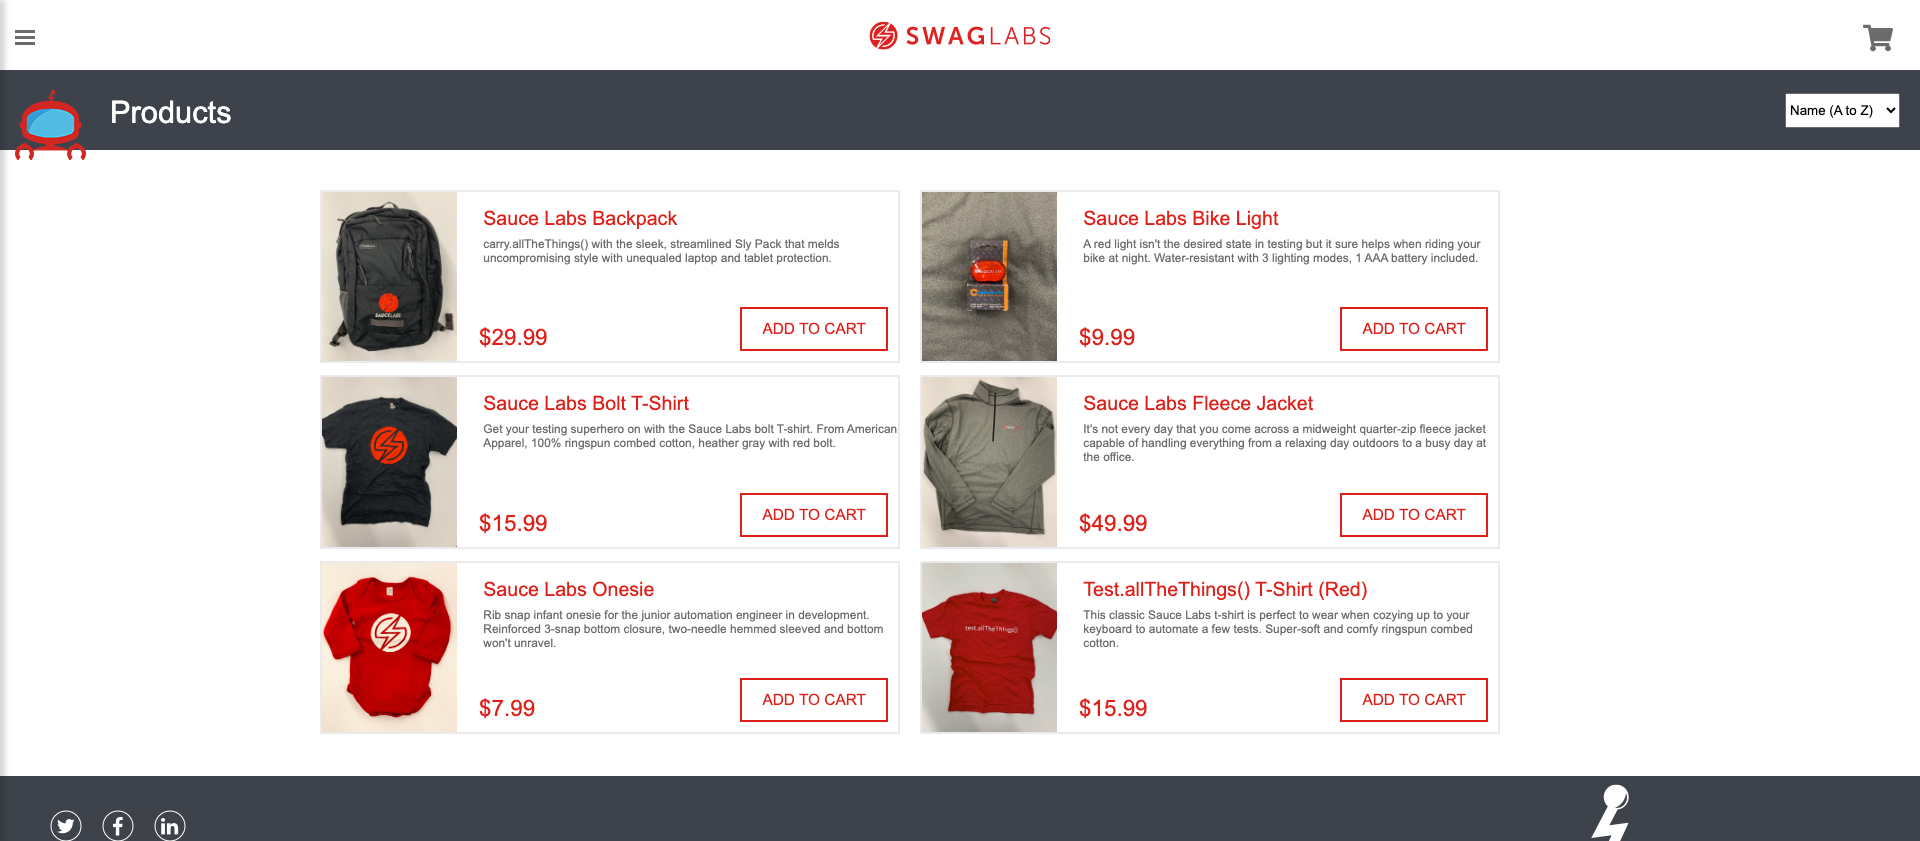 SWAGLABS
Products
Name (A to Z)
Sauce Labs Backpack
carry.allTheThings() with the sleek, streamlined Sly Pack that melds
uncompromising style with unequaled laptop and tablet protection.
$29.99
ADD TO CART
SAUCELABS
Sauce Labs Bike Light
A red light isn't the desired state in testing but it sure helps when riding your
bike at night. Water-resistant with 3 lighting modes, 1 AAA battery included.
$9.99
ADD TO CART
Sauce Labs Bolt T-Shirt
Get your testing superhero on with the Sauce Labs bolt T-shirt. From American
Apparel, 100% ringspun combed cotton, heather gray with red bolt.
$15.99
ADD TO CART
Sauce Labs Fleece Jacket
It's not every day that you come across a midweight quarter-zip fleece jacket
capable of handling everything from a relaxing day outdoors to a busy day at
the office.
$49.99
ADD TO CART
Sauce Labs Onesie
Rib snap infant onesie for the junior automation engineer in development.
Reinforced 3-snap bottom closure, two-needle hemmed sleeved and bottom
won't unravel.
$7.99
ADD TO CART
Test.allTheThings() T-Shirt (Red)
This classic Sauce Labs t-shirt is perfect to wear when cozying up to your
keyboard to automate a few tests. Super-soft and comfy ringspun combed
cotton.
$15.99
ADD TO CART
test.allTheThings()